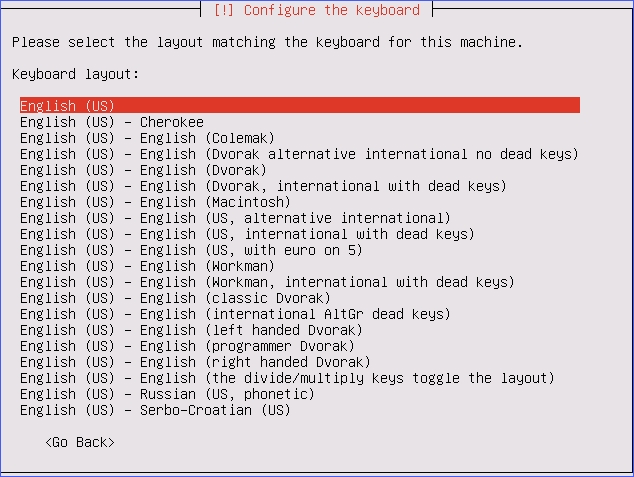 [!] Configure the keyboard
Please select the layout matching the keyboard for this machine.
Keyboard layout:
English (US)
English (US) – Cherokee
English (US) – English (Colemak)
English (US) – English (Dvorak alternative international no dead keys)
English (US) – English (Dvorak)
English (US) – English (Dvorak, international with dead keys)
English (US) – English (Macintosh)
English (US) – English (US, alternative international)
English (US) – English (US, international with dead keys)
English (US) – English (US, with euro on 5)
English (US) – English (Workman)
English (US) – English (Workman, international with dead keys)
English (US) – English (classic Dvorak)
English (US) – English (international AltGr dead keys)
English (US) – English (left handed Dvorak)
English (US) – English (programmer Dvorak)
English (US) – English (right handed Dvorak)
English (US) – English (the divide/multiply keys toggle the layout)
English (US) – Russian (US, phonetic)
English (US) – Serbo-Croatian (US)
<Go Back>